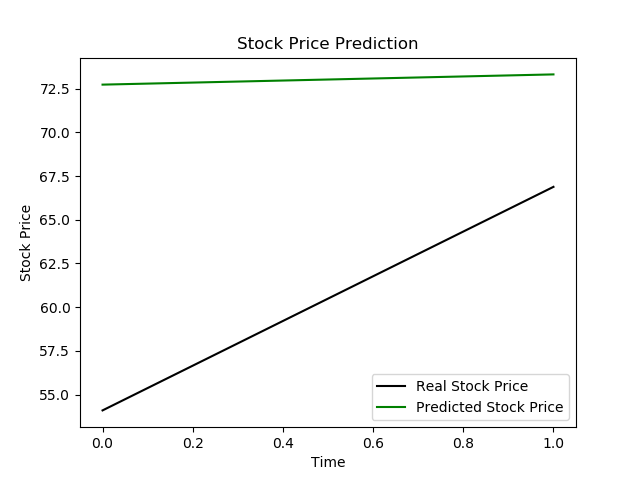 Stock Price Prediction
72.5
70.0
67.5
65.0
62.5
60.0
57.5
55.0
Stock Price
0.0 0.2 0.4 0.6 0.8 1.0
Time
Real Stock Price
Predicted Stock Price